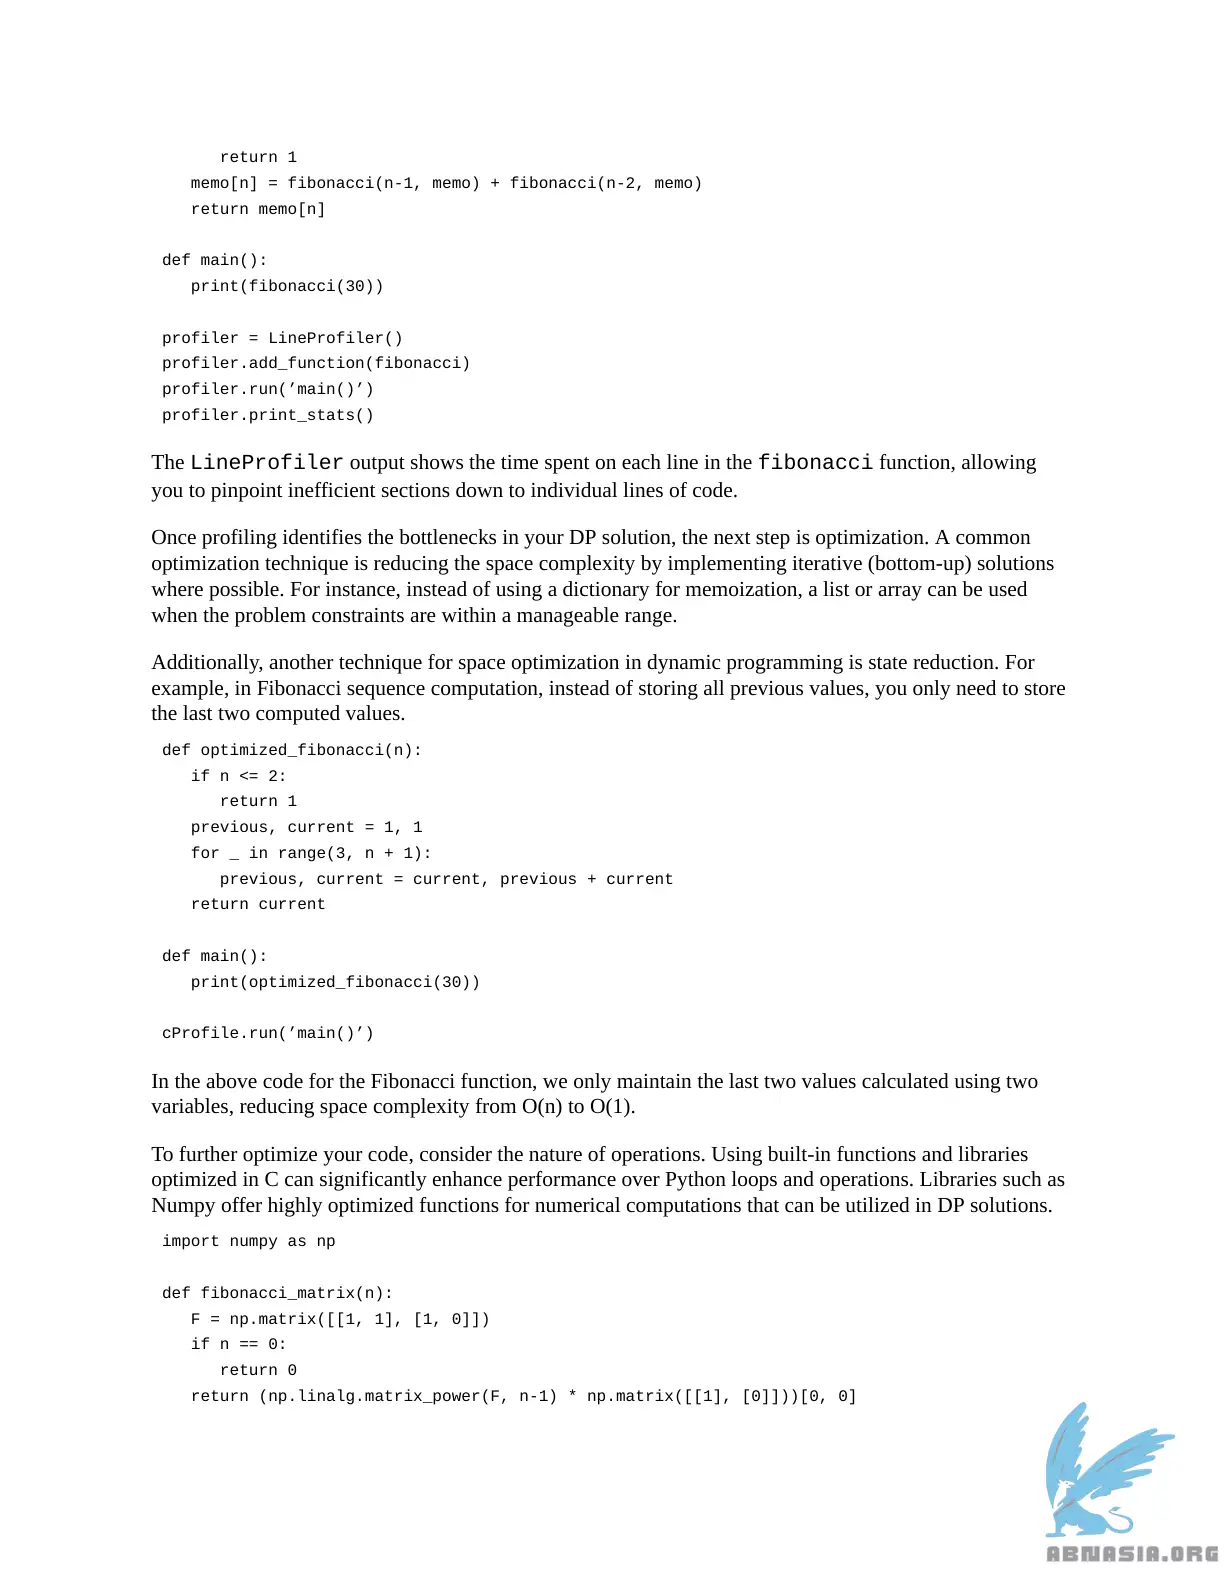 return 1
memo[n] = fibonacci(n-1, memo) + fibonacci(n-2, memo)
return memo[n]
def main():
print(fibonacci(30))
profiler = LineProfiler()
profiler.add_function(fibonacci)
profiler.run(’main()’)
profiler.print_stats()
The LineProfiler output shows the time spent on each line in the fibonacci function, allowing
you to pinpoint inefficient sections down to individual lines of code.
Once profiling identifies the bottlenecks in your DP solution, the next step is optimization. A common
optimization technique is reducing the space complexity by implementing iterative (bottom-up) solutions
where possible. For instance, instead of using a dictionary for memoization, a list or array can be used
when the problem constraints are within a manageable range.
Additionally, another technique for space optimization in dynamic programming is state reduction. For
example, in Fibonacci sequence computation, instead of storing all previous values, you only need to store
the last two computed values.
def optimized_fibonacci(n):
if n <= 2:
return 1
previous, current = 1, 1
for _ in range(3, n + 1):
previous, current = current, previous + current
return current
def main():
print(optimized_fibonacci(30))
cProfile.run(’main()’)
In the above code for the Fibonacci function, we only maintain the last two values calculated using two
variables, reducing space complexity from O(n) to O(1).
To further optimize your code, consider the nature of operations. Using built-in functions and libraries
optimized in C can significantly enhance performance over Python loops and operations. Libraries such as
Numpy offer highly optimized functions for numerical computations that can be utilized in DP solutions.
import numpy as np
def fibonacci_matrix(n):
F = np.matrix([[1, 1], [1, 0]])
if n == 0:
return 0
return (np.linalg.matrix_power(F, n-1) * np.matrix([[1], [0]]))[0, 0]
ABNASIA.ORG